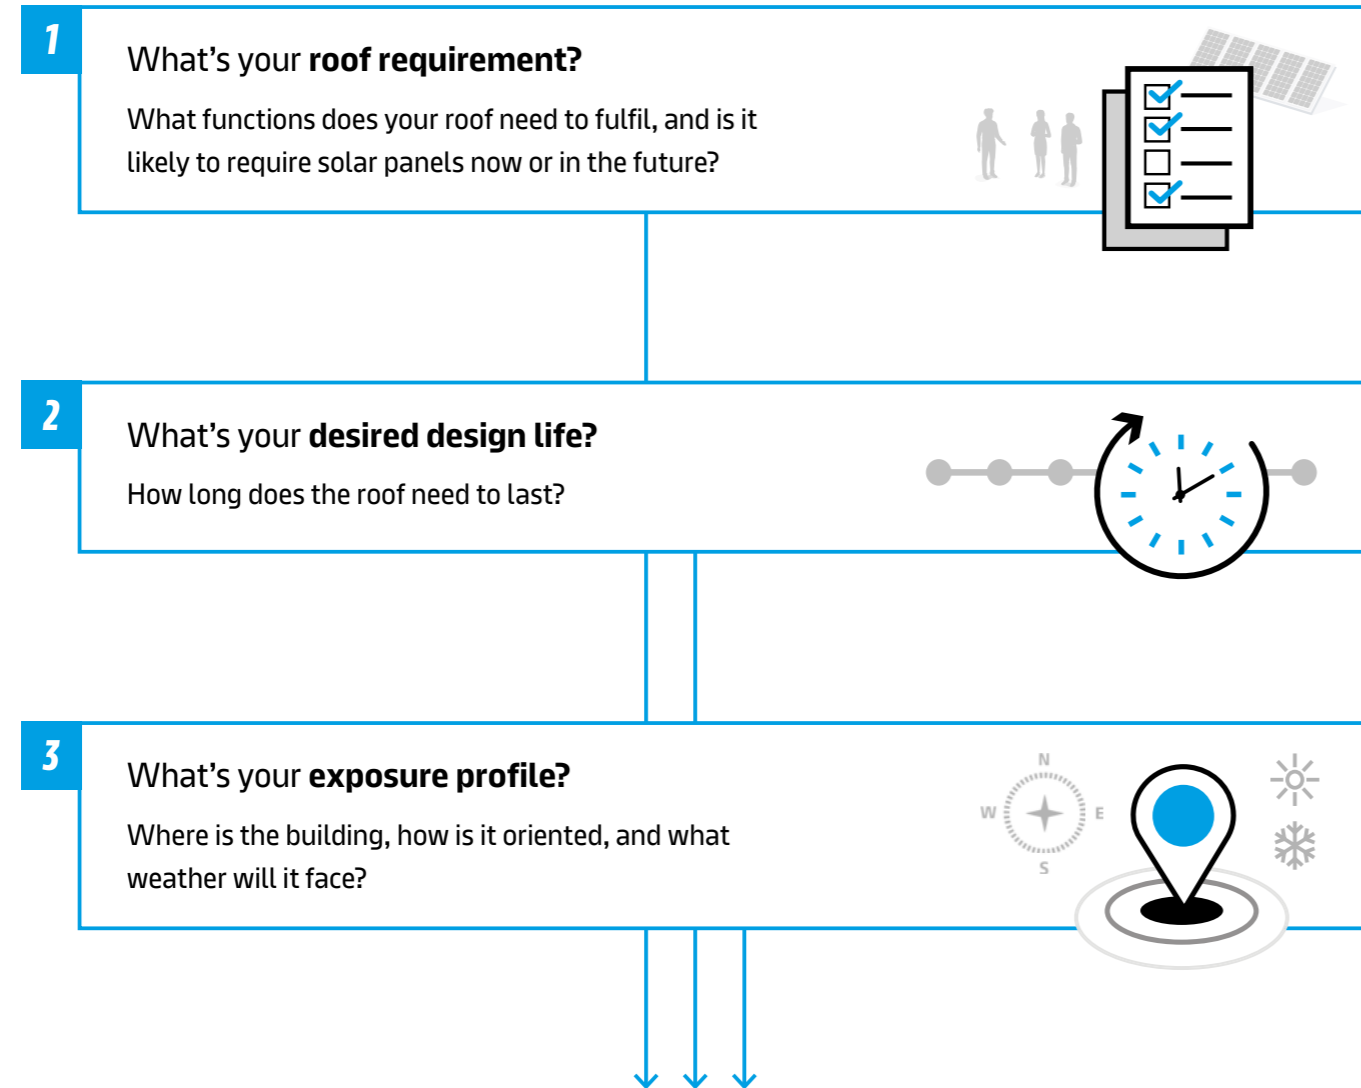 1
What's your roof requirement?
What functions does your roof need to fulfil, and is it
likely to require solar panels now or in the future?
2
What's your desired design life?
How long does the roof need to last?
3
What's your exposure profile?
Where is the building, how is it oriented, and what
weather will it face?
N
W
E
S